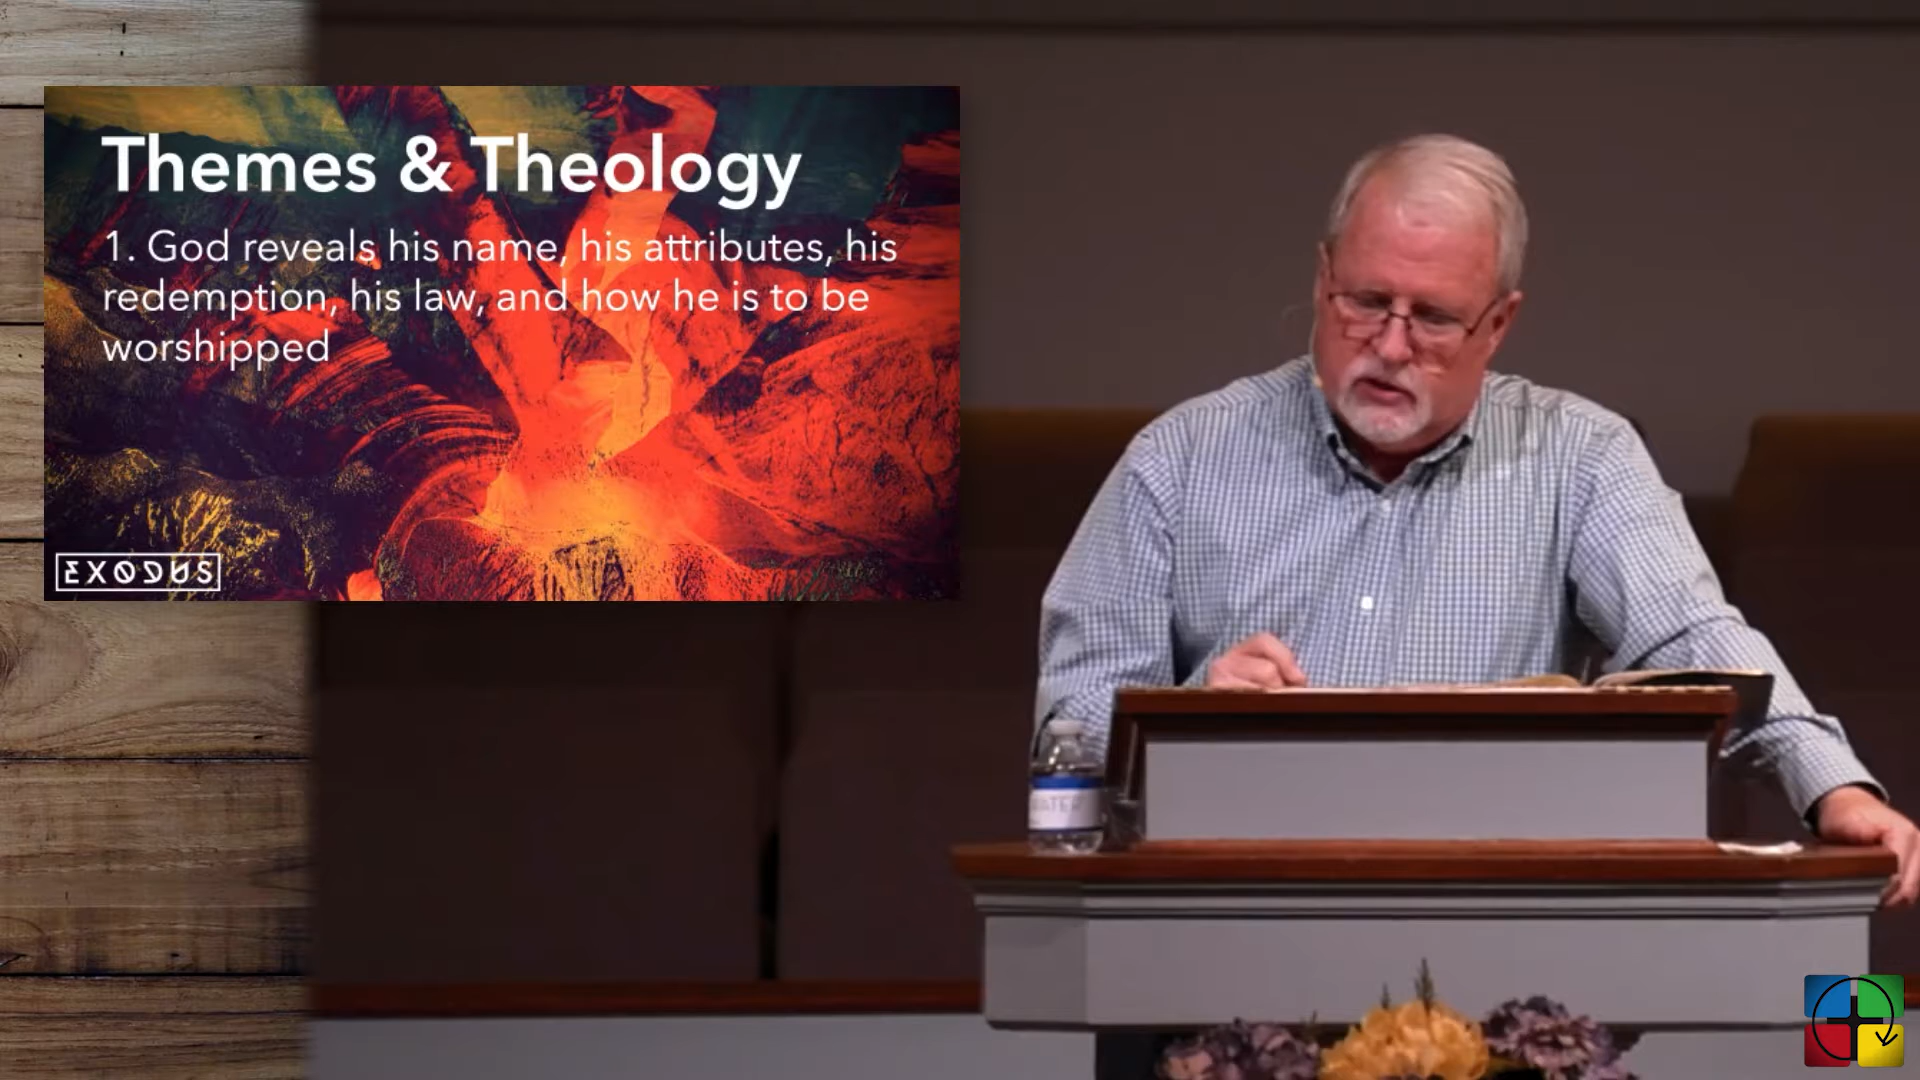 Themes & Theology
1. God reveals his name, his attributes, his
redemption, his law, and how he is to be
worshipped
EXODUS